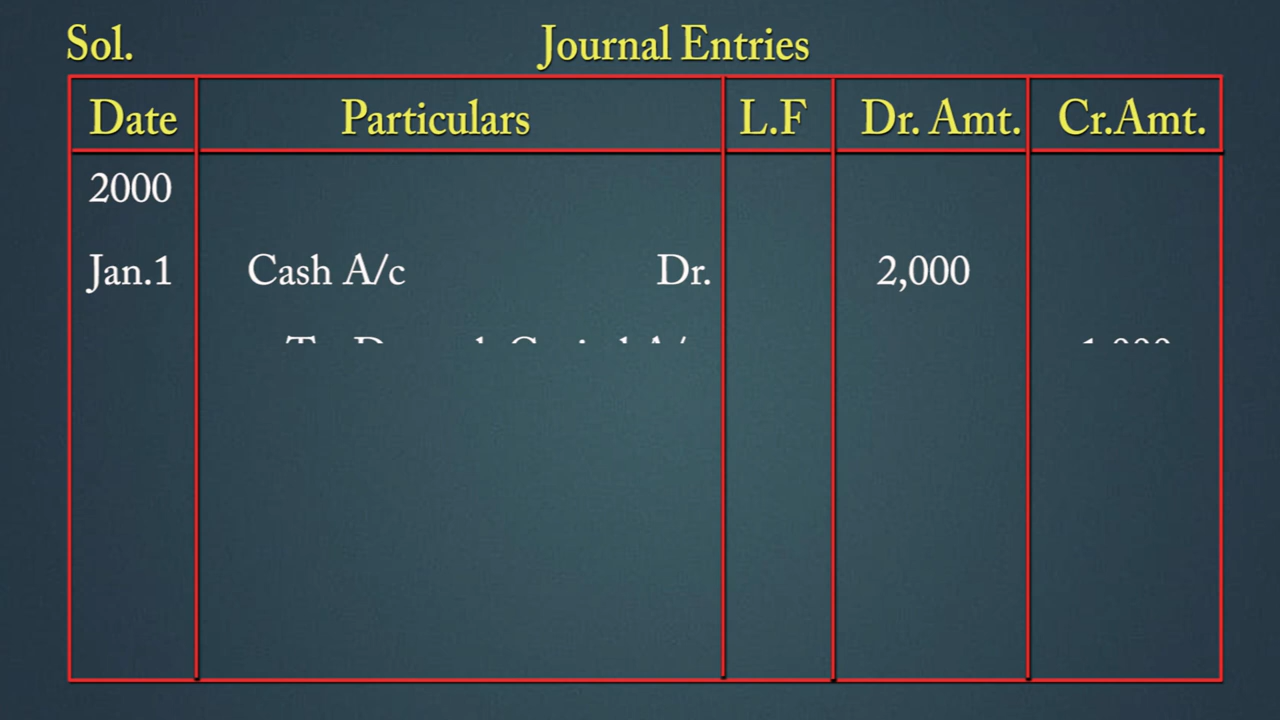 Sol. Journal Entries
Date Particulars L.F Dr. Amt. Cr.Amt.
2000
Jan.1 Cash A/c Dr. 2,000